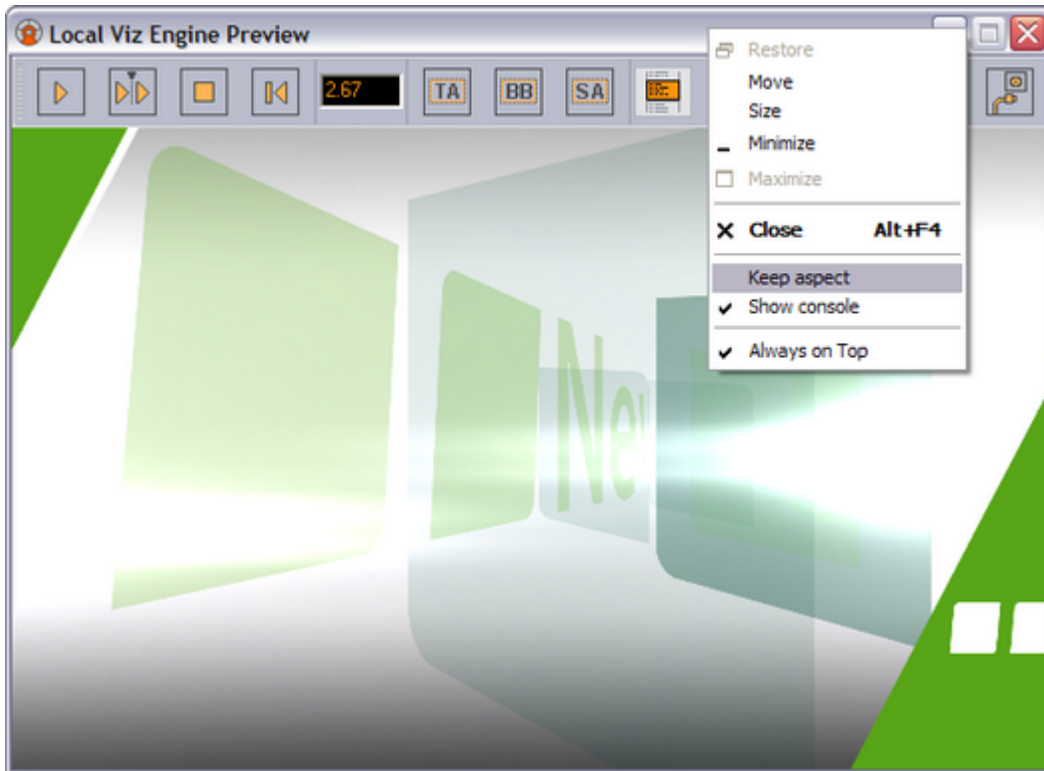 Local Viz Engine Preview
2.67
TA
BB
SA
Restore
Move
Size
Minimize
Maximize
Close Alt+F4
Keep aspect
Show console
Always on Top
Ne